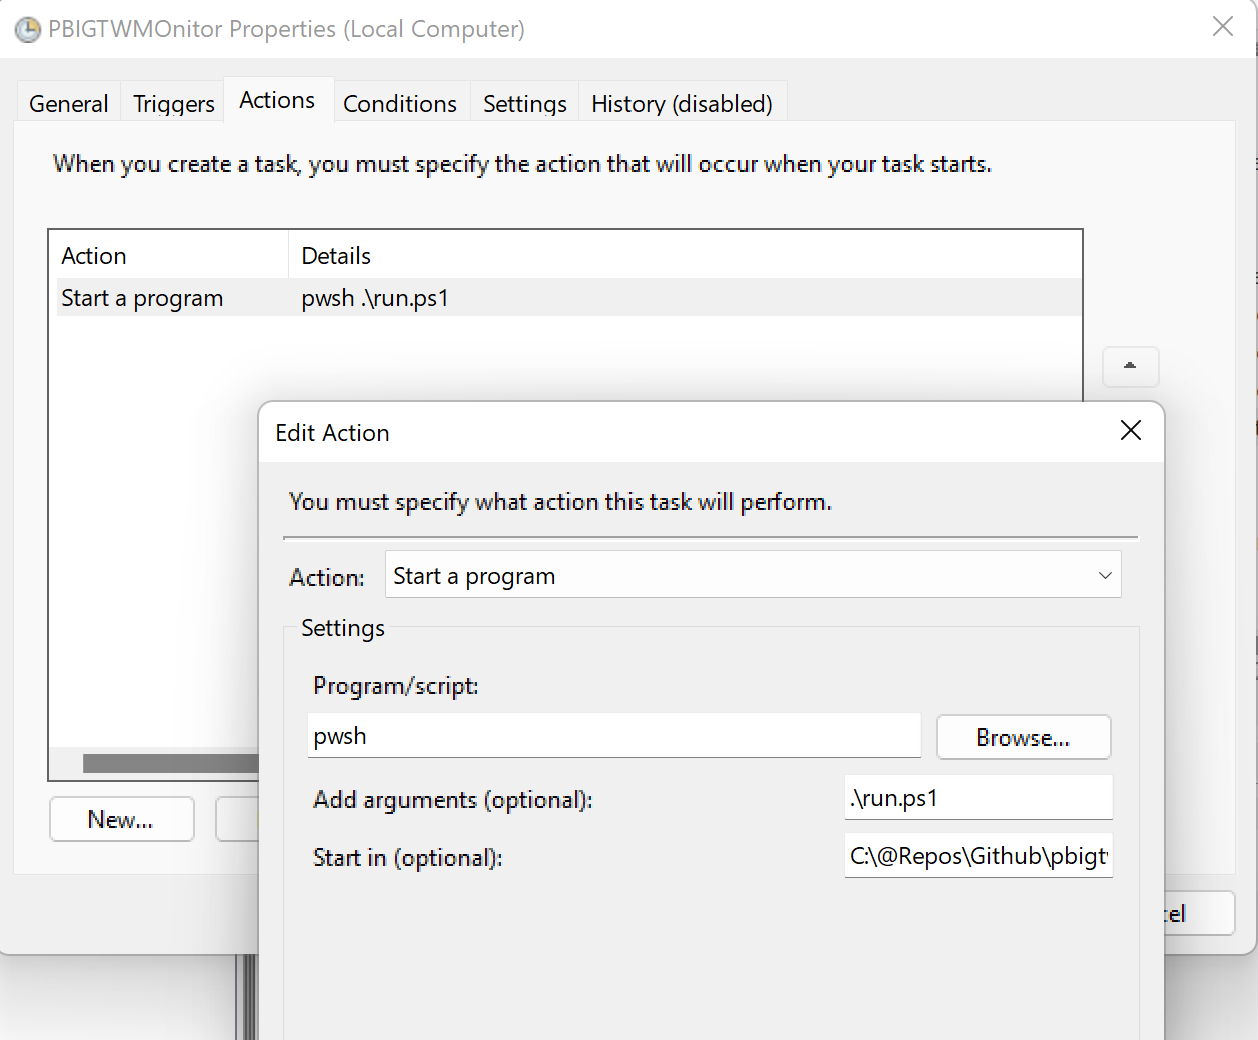 PBIGTWMOnitor Properties (Local Computer)
General Triggers Actions Conditions Settings History (disabled)
When you create a task, you must specify the action that will occur when your task starts.
Action Details
Start a program pwsh .\run.ps1
Edit Action
You must specify what action this task will perform.
Action: Start a program
Settings
Program/script:
pwsh Browse...
Add arguments (optional): .\run.ps1
Start in (optional): C:\@Repos\Github\pbigtw
New...
cel